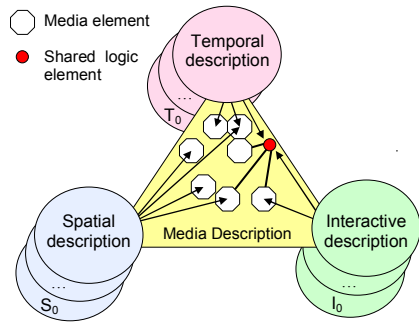 Media element
Shared logic
element
Temporal
description
...
T0
Spatial
description
...
S0
Media Description
Interactive
description
...
I0